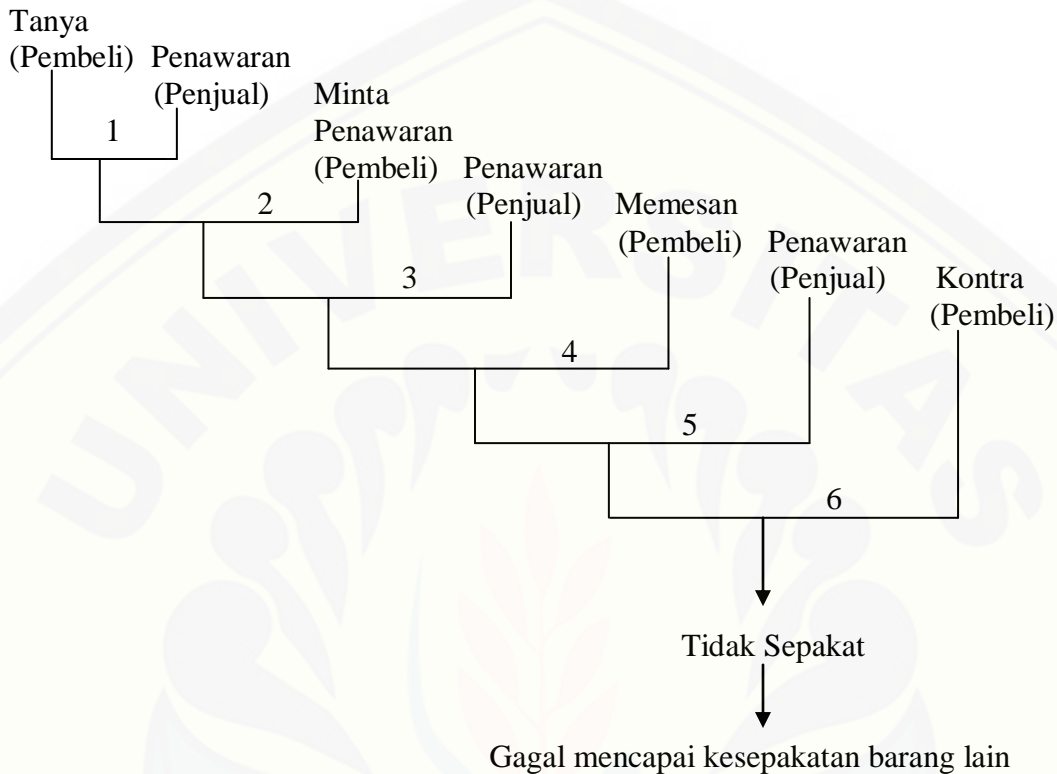 Tanya
(Pembeli)
Penawaran
(Penjual)
Minta
Penawaran
(Pembeli)
Penawaran
(Penjual)
Memesan
(Pembeli)
Penawaran
(Penjual)
Kontra
(Pembeli)
1
2
3
4
5
6
Tidak Sepakat
Gagal mencapai kesepakatan barang lain
UNIVERSITAS